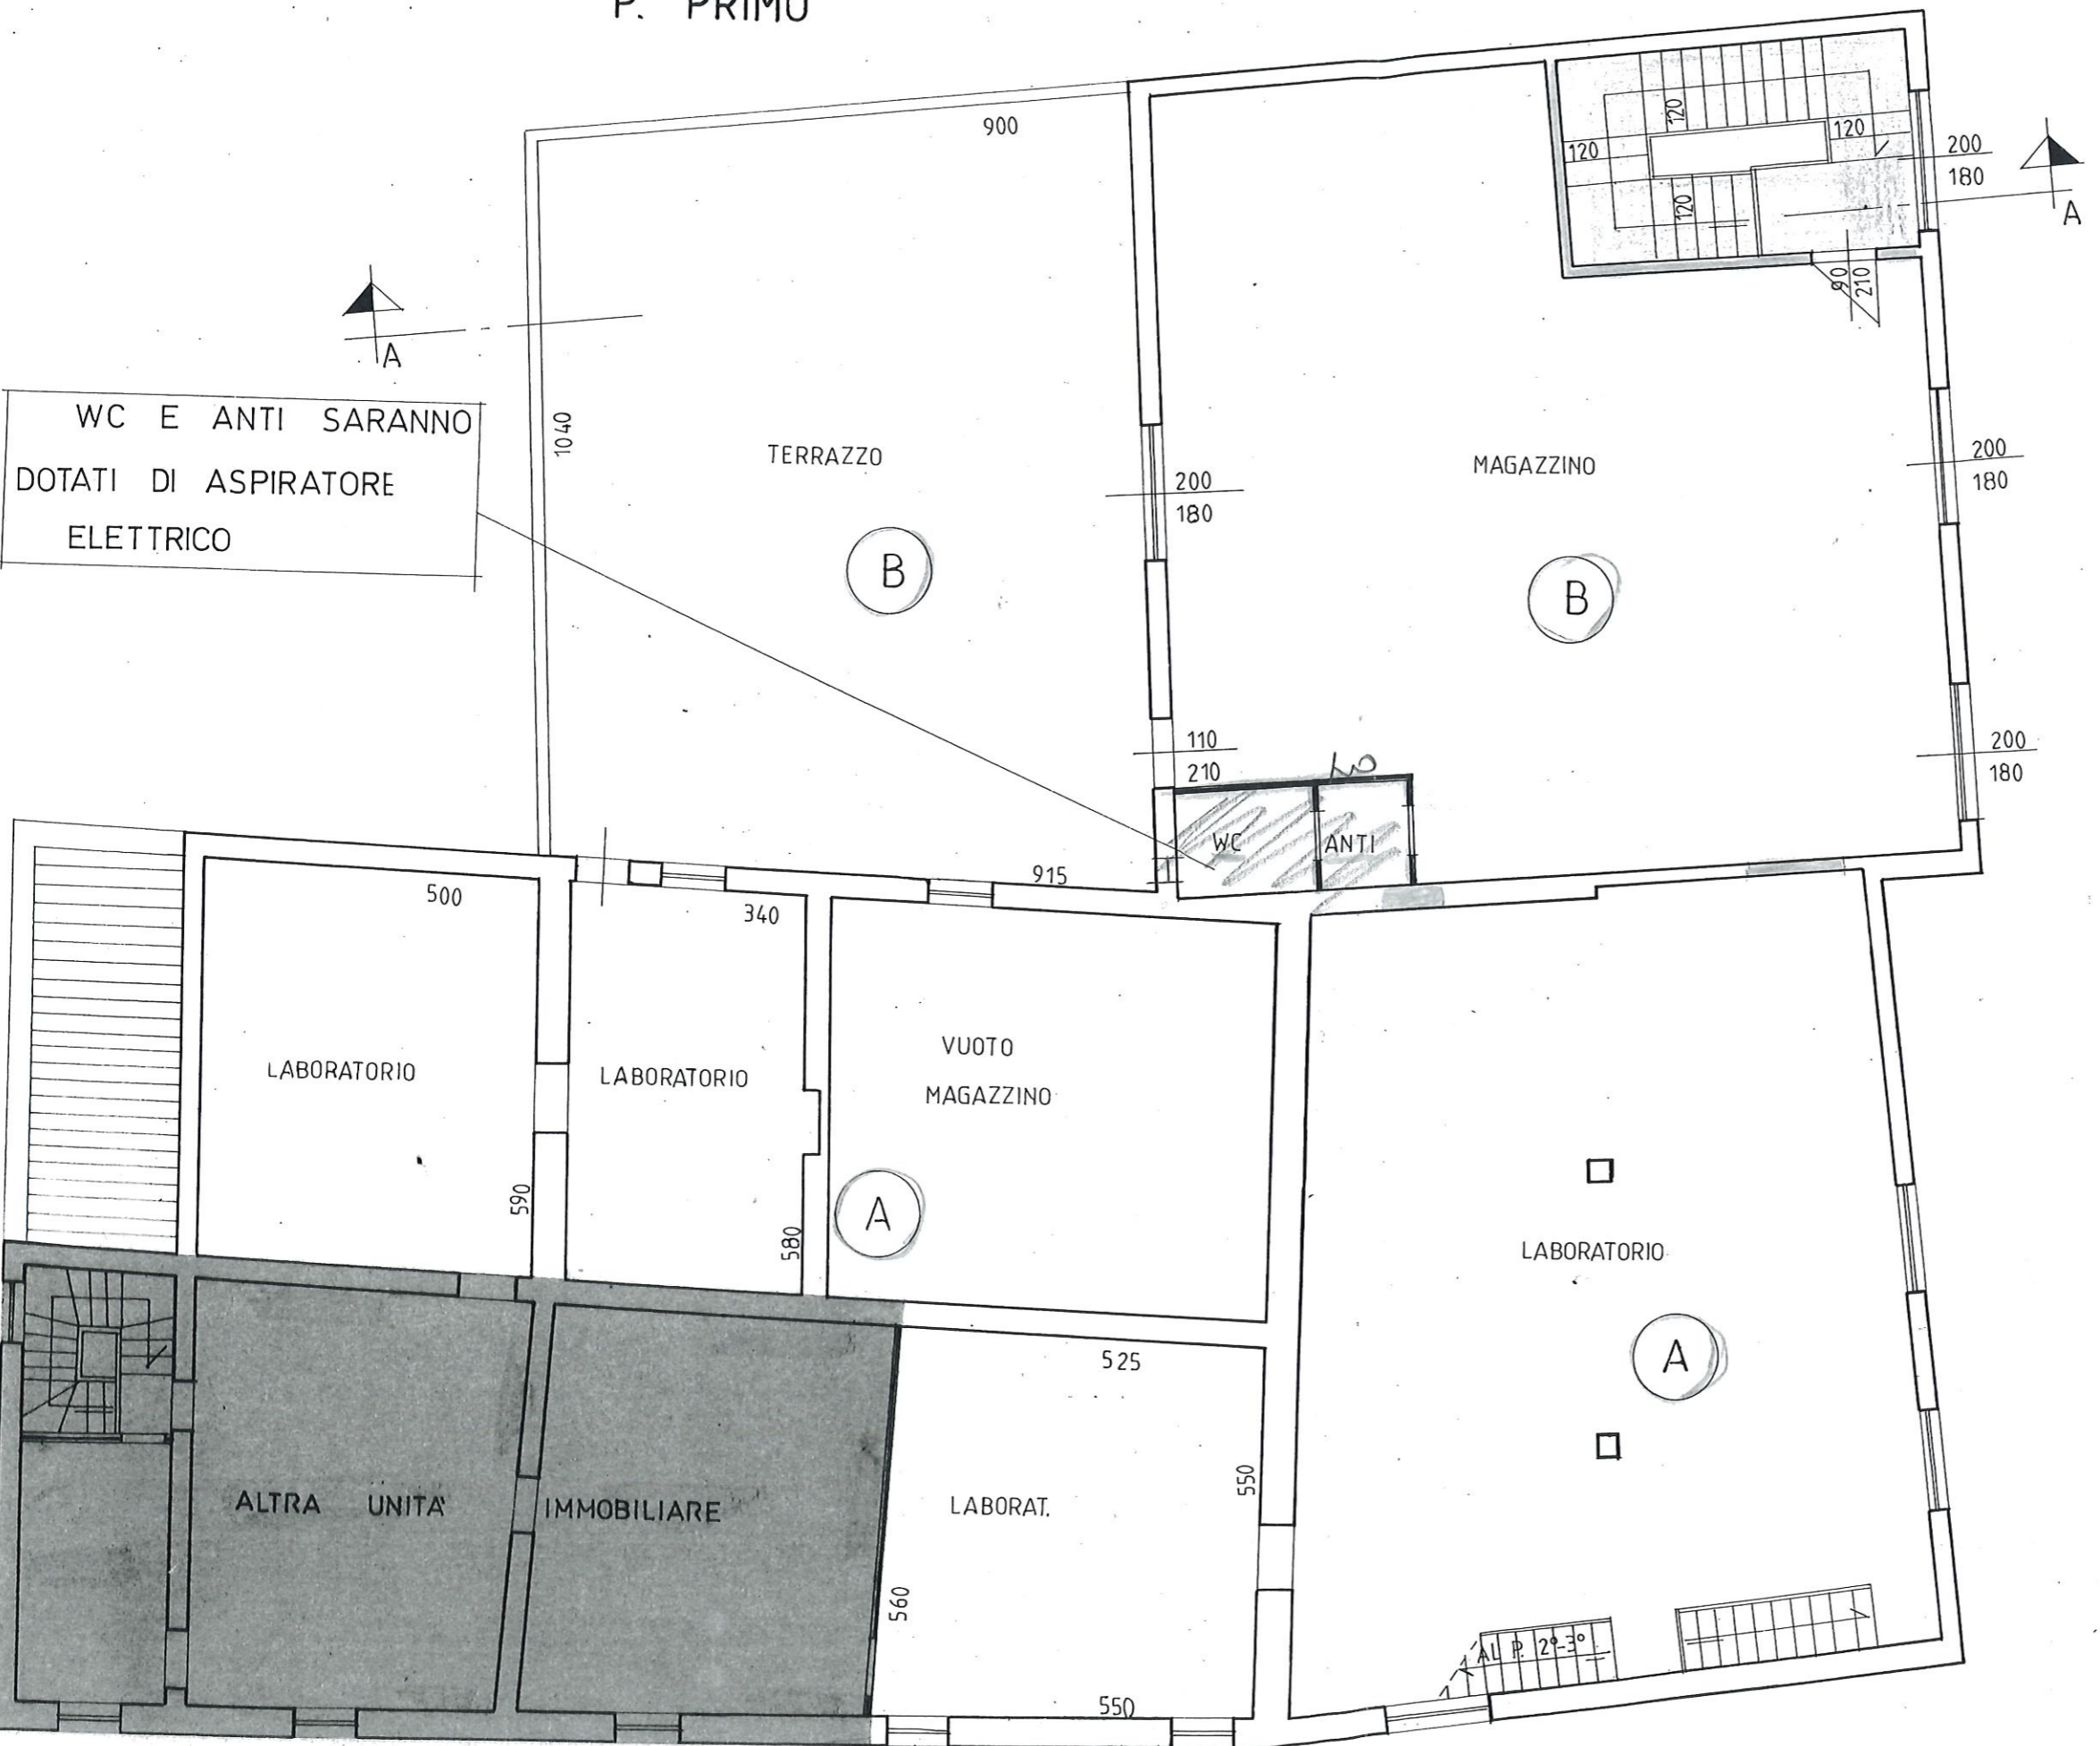 P. PRIMO
900
120
120
120
120
200
180
A
90
210
A
WC E ANTI SARANNO
DOTATI DI ASPIRATORE
ELETTRICO
1040
TERRAZZO
B
200
180
MAGAZZINO
B
200
180
110
210
200
180
WC
ANTI
915
500
340
LABORATORIO
LABORATORIO
VUOTO
MAGAZZINO
A
590
580
LABORATORIO
A
525
ALTRA UNITA' IMMOBILIARE
LABORAT.
550
560
550
AL P. 2°-3°